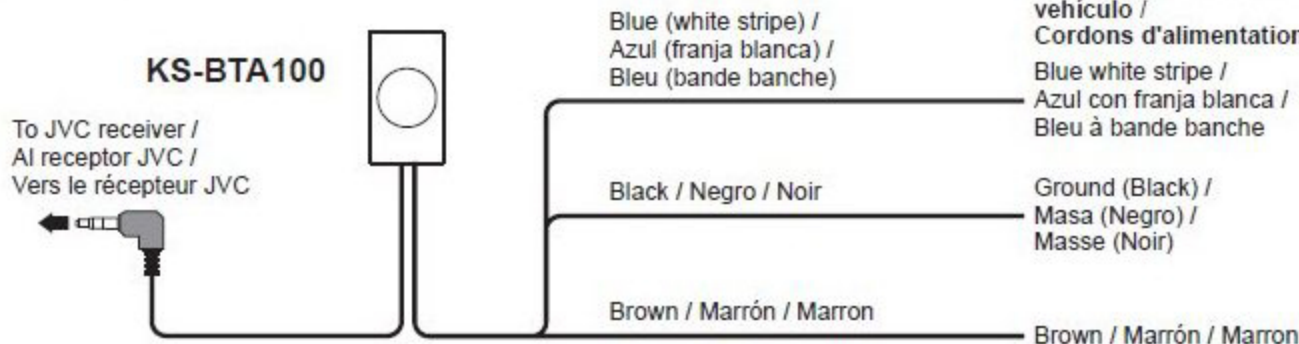 KS-BTA100
To JVC receiver /
Al receptor JVC /
Vers le récepteur JVC
Blue (white stripe) /
Azul (franja blanca) /
Bleu (bande banche)
Black / Negro / Noir
Brown / Marrón / Marron
vehículo /
Cordons d'alimentation
Blue white stripe /
Azul con franja blanca /
Bleu à bande banche
Ground (Black) /
Masa (Negro) /
Masse (Noir)
Brown / Marrón / Marron